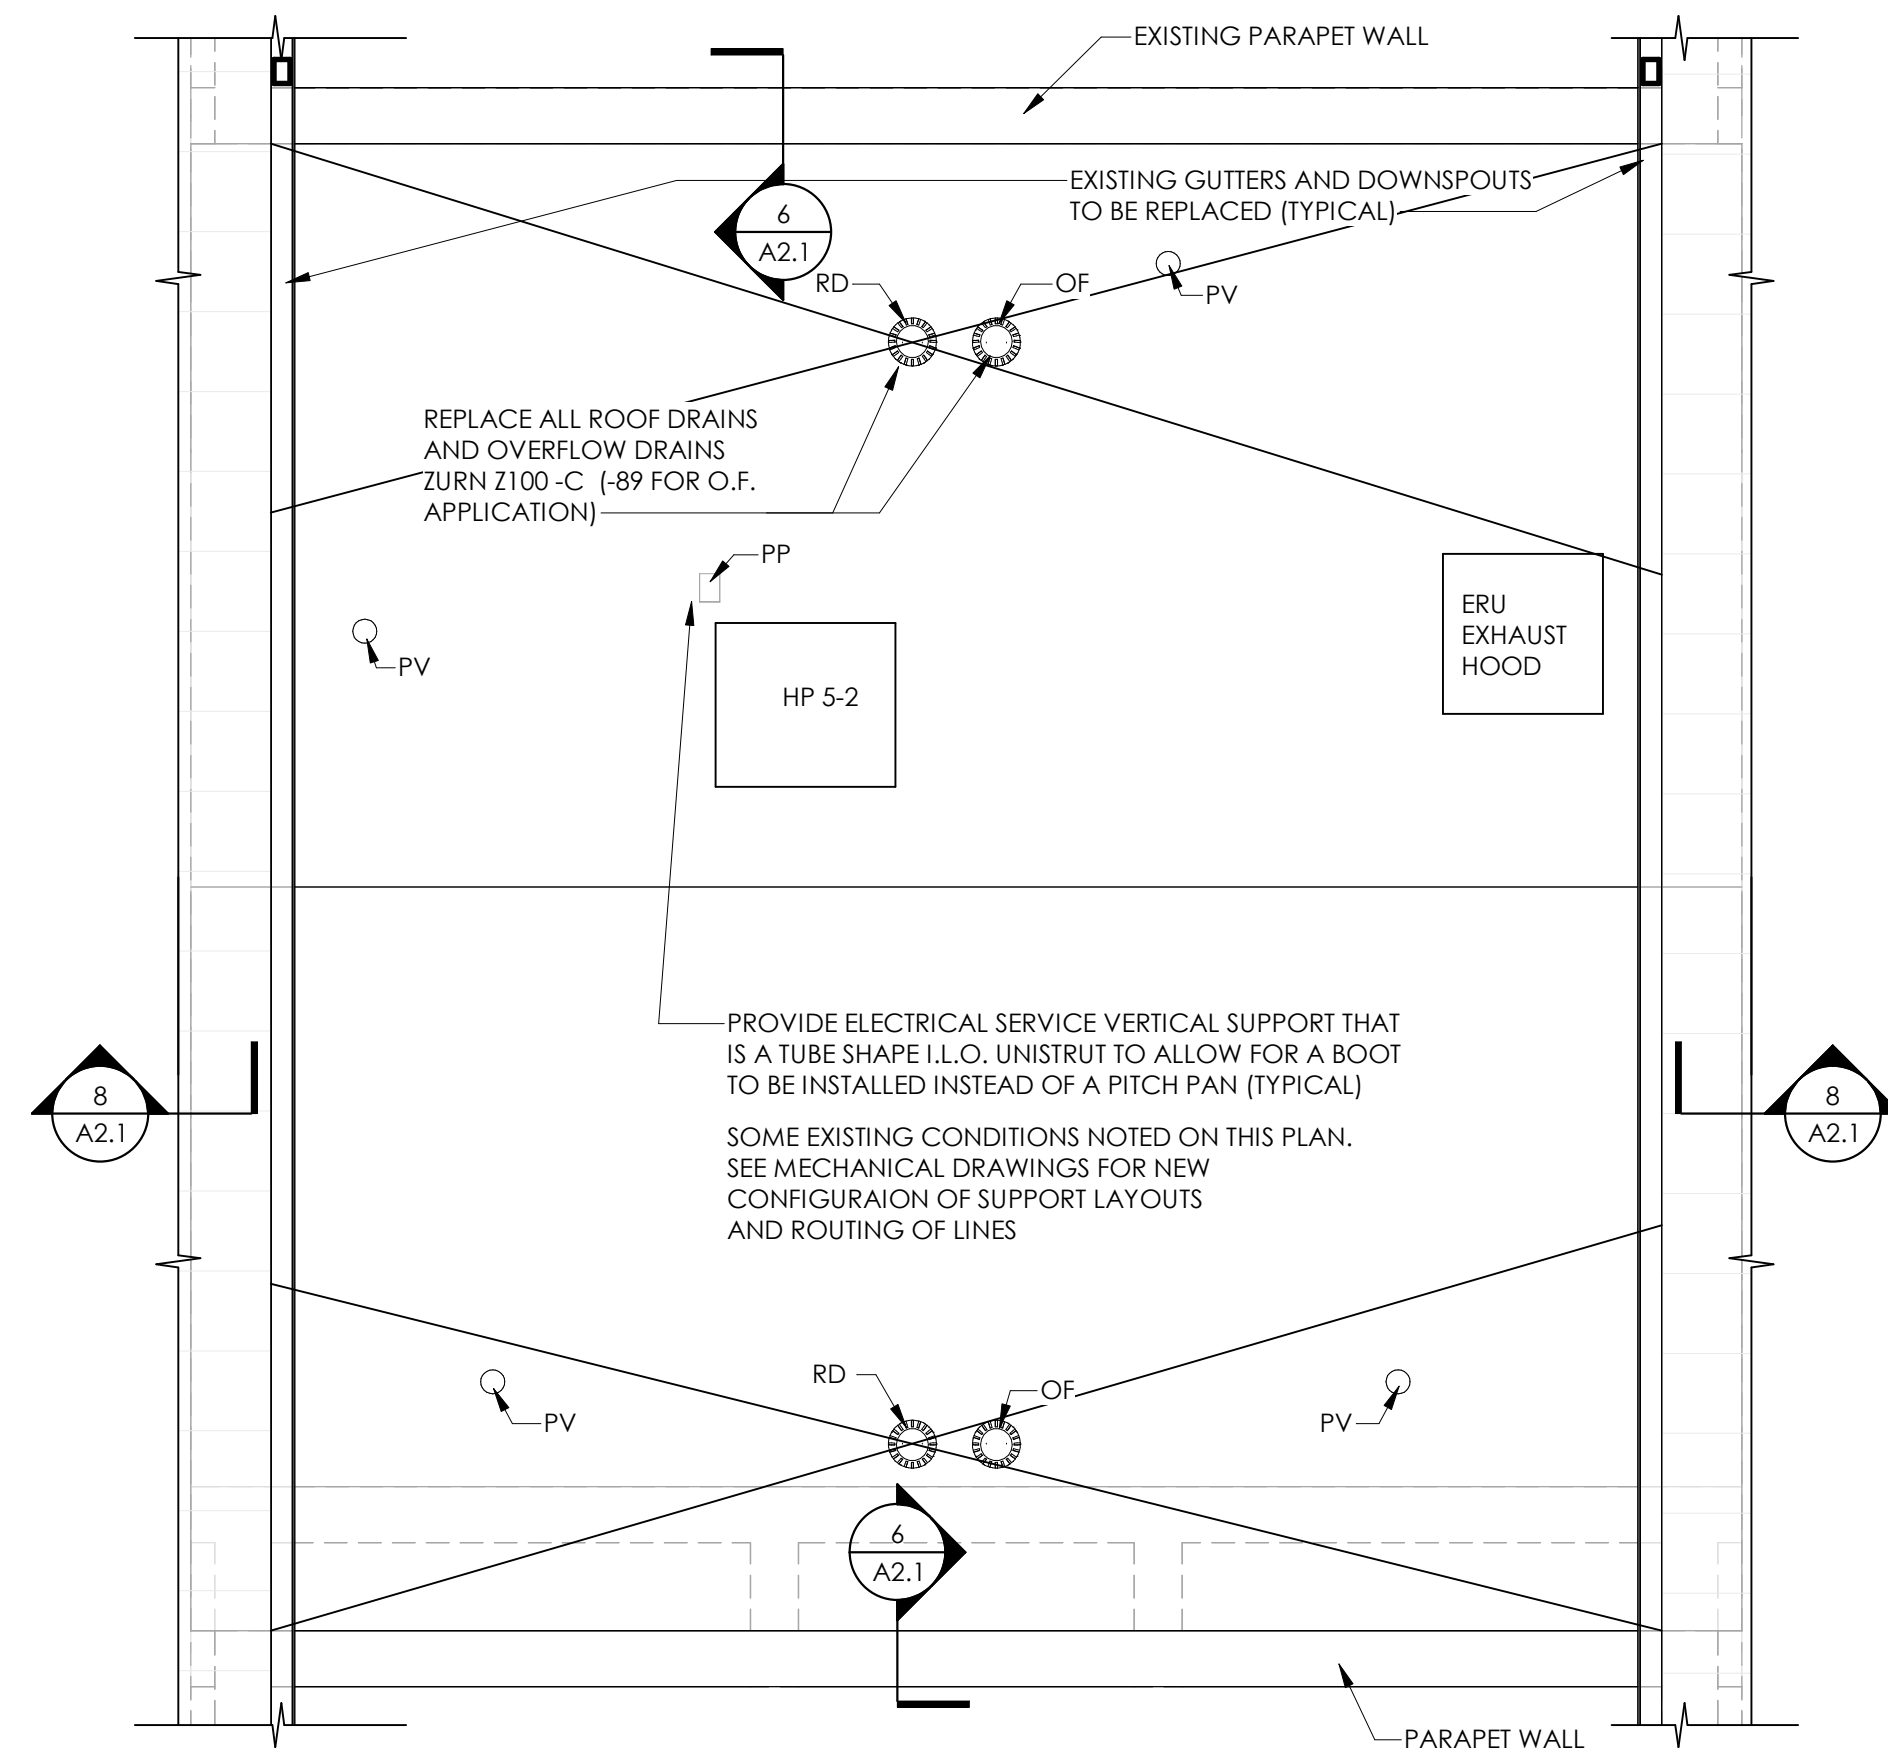 EXISTING PARAPET WALL
EXISTING GUTTERS AND DOWNSPOUTS
TO BE REPLACED (TYPICAL)
6
A2.1
RD
OF
PV
REPLACE ALL ROOF DRAINS
AND OVERFLOW DRAINS
ZURN Z100 -C (-89 FOR O.F.
APPLICATION)
PP
ERU
EXHAUST
HOOD
PV
HP 5-2
PROVIDE ELECTRICAL SERVICE VERTICAL SUPPORT THAT
IS A TUBE SHAPE I.L.O. UNISTRUT TO ALLOW FOR A BOOT
TO BE INSTALLED INSTEAD OF A PITCH PAN (TYPICAL)
8
A2.1
8
A2.1
SOME EXISTING CONDITIONS NOTED ON THIS PLAN.
SEE MECHANICAL DRAWINGS FOR NEW
CONFIGURAION OF SUPPORT LAYOUTS
AND ROUTING OF LINES
RD
OF
PV
PV
6
A2.1
PARAPET WALL